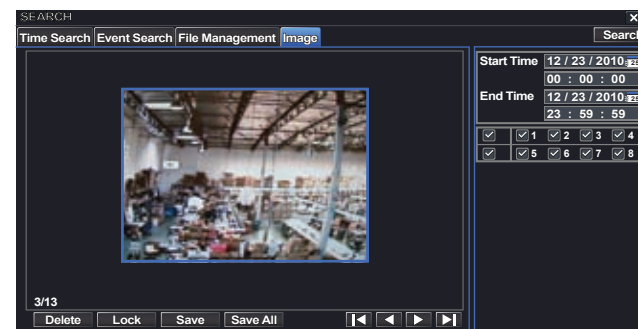 SEARCH X
Time Search Event Search File Management Image
Search
Start Time 12 / 23 / 2010
00 : 00 : 00
End Time 12 / 23 / 2010
23 : 59 : 59
1 2 3 4
5 6 7 8
3/13
Delete Lock Save Save All